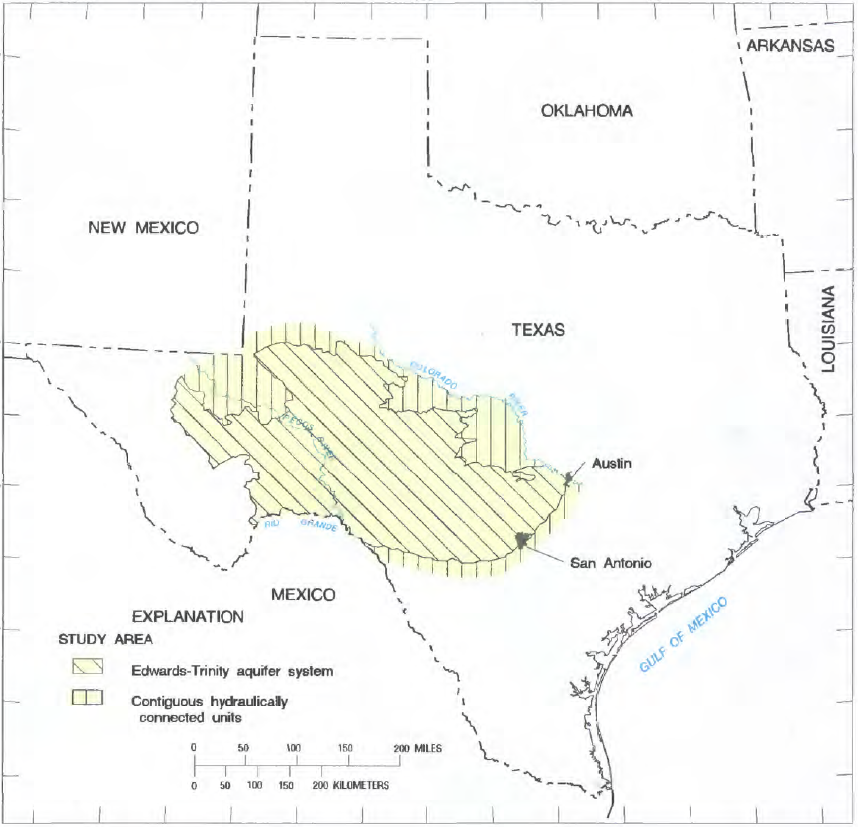 ARKANSAS
OKLAHOMA
NEW MEXICO
TEXAS
LOUISIANA
COLORADO
RIVER
PECOS RIVER
Austin
RIO GRANDE
San Antonio
MEXICO
GULF OF MEXICO
EXPLANATION
STUDY AREA
Edwards-Trinity aquifer system
Contiguous hydraulically
connected units
0 50 100 150 200 MILES
0 50 100 150 200 KILOMETERS